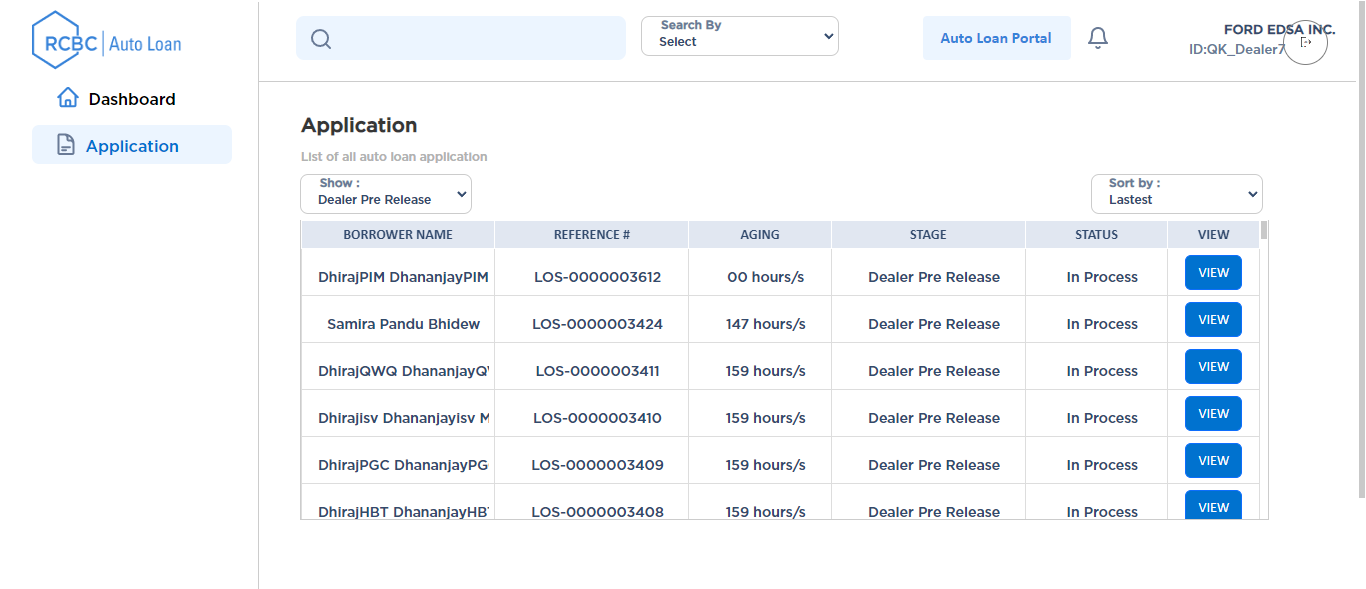 RCBC Auto Loan
Dashboard
Application
Search By
Select
Auto Loan Portal
FORD EDSA INC.
ID:QK_Dealer7
Application
List of all auto loan application
Show :
Dealer Pre Release
Sort by :
Lastest
BORROWER NAME REFERENCE # AGING STAGE STATUS VIEW
DhirajPIM DhananjayPIM LOS-0000003612 00 hours/s Dealer Pre Release In Process VIEW
Samira Pandu Bhidew LOS-0000003424 147 hours/s Dealer Pre Release In Process VIEW
DhirajQWQ DhananjayQ LOS-0000003411 159 hours/s Dealer Pre Release In Process VIEW
Dhirajisv Dhananjayisv M LOS-0000003410 159 hours/s Dealer Pre Release In Process VIEW
DhirajPGC DhananjayPG LOS-0000003409 159 hours/s Dealer Pre Release In Process VIEW
DhirajHBT DhananjayHB LOS-0000003408 159 hours/s Dealer Pre Release In Process VIEW